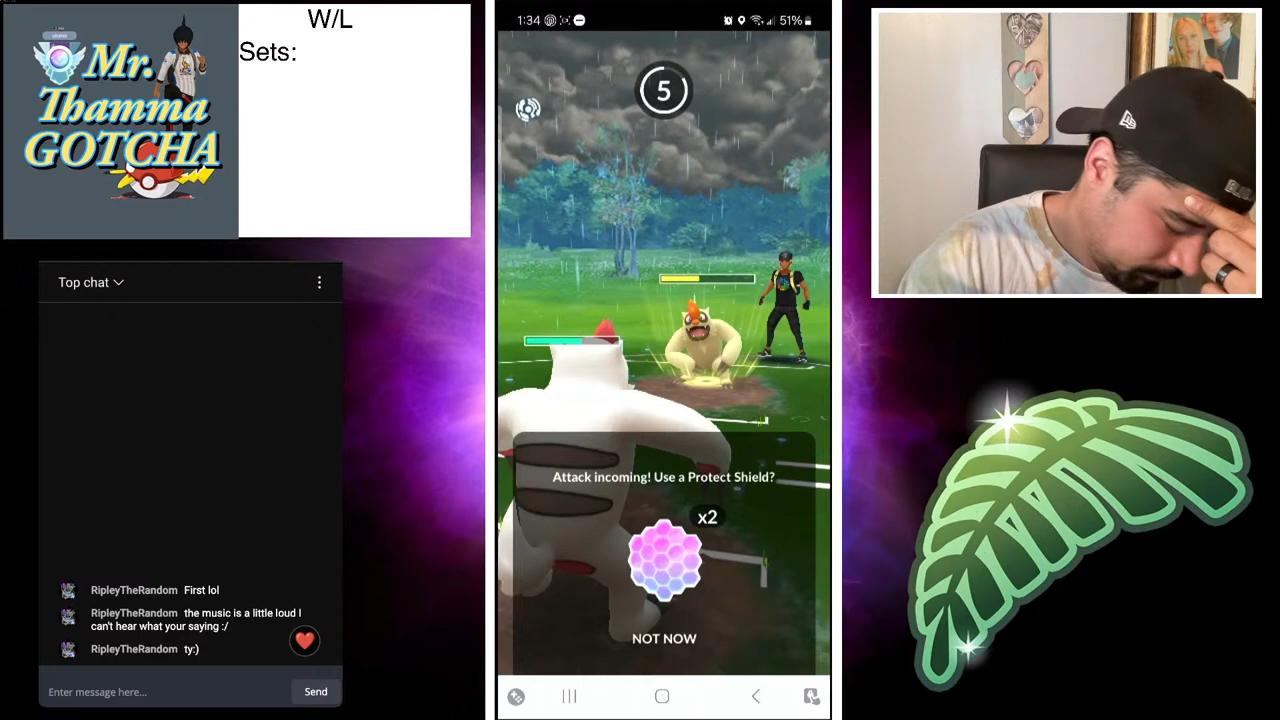 Mr.
Thamma
GOTCHA
W/L
Sets:
Top chat
RipleyTheRandom First lol
RipleyTheRandom the music is a little loud I
can't hear what your saying :/
RipleyTheRandom ty:)
Enter message here...
Send
1:34
51%
5
Attack incoming! Use a Protect Shield?
x2
NOT NOW